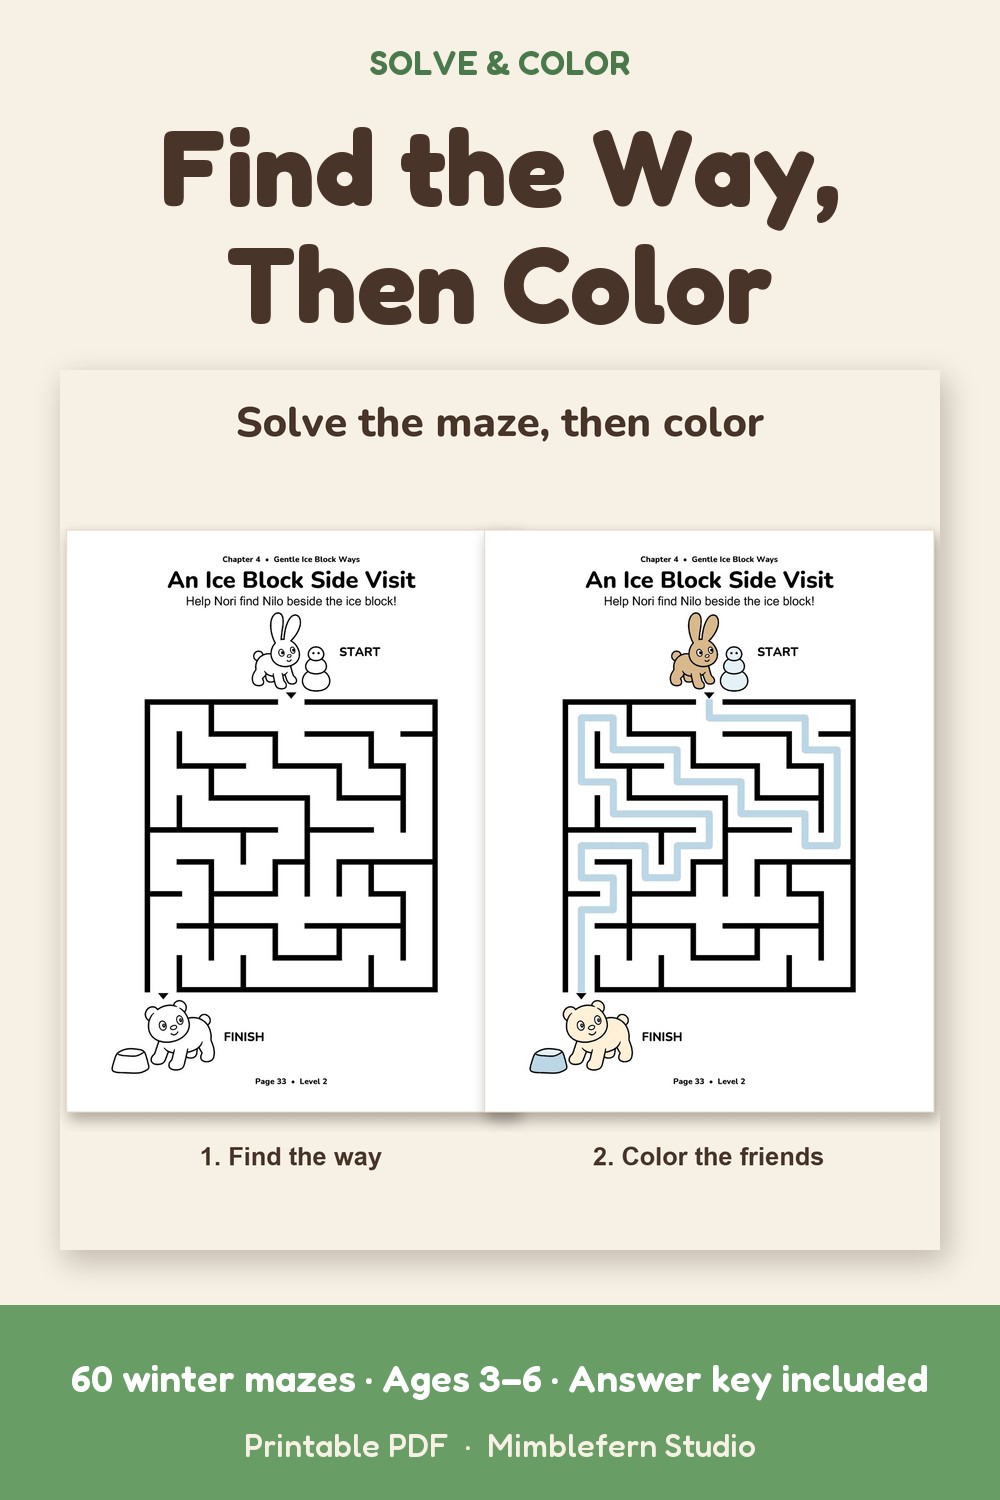 SOLVE & COLOR
Find the Way,
Then Color
Solve the maze, then color
Chapter 4 • Gentle Ice Block Ways
An Ice Block Side Visit
Help Nori find Nilo beside the ice block!
START
FINISH
Page 33 • Level 2
Chapter 4 • Gentle Ice Block Ways
An Ice Block Side Visit
Help Nori find Nilo beside the ice block!
START
FINISH
Page 33 • Level 2
1. Find the way
2. Color the friends
60 winter mazes · Ages 3–6 · Answer key included
Printable PDF · Mimblefern Studio